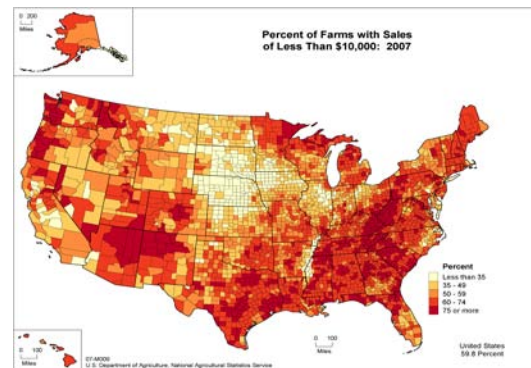 0 200
Miles
Percent of Farms with Sales
of Less Than $10,000: 2007
Percent
Less than 35
35 - 49
50 - 59
60 - 74
75 or more
0 100
Miles
0 100
Miles
United States
59.8 Percent
07-M009
U.S. Department of Agriculture, National Agricultural Statistics Service